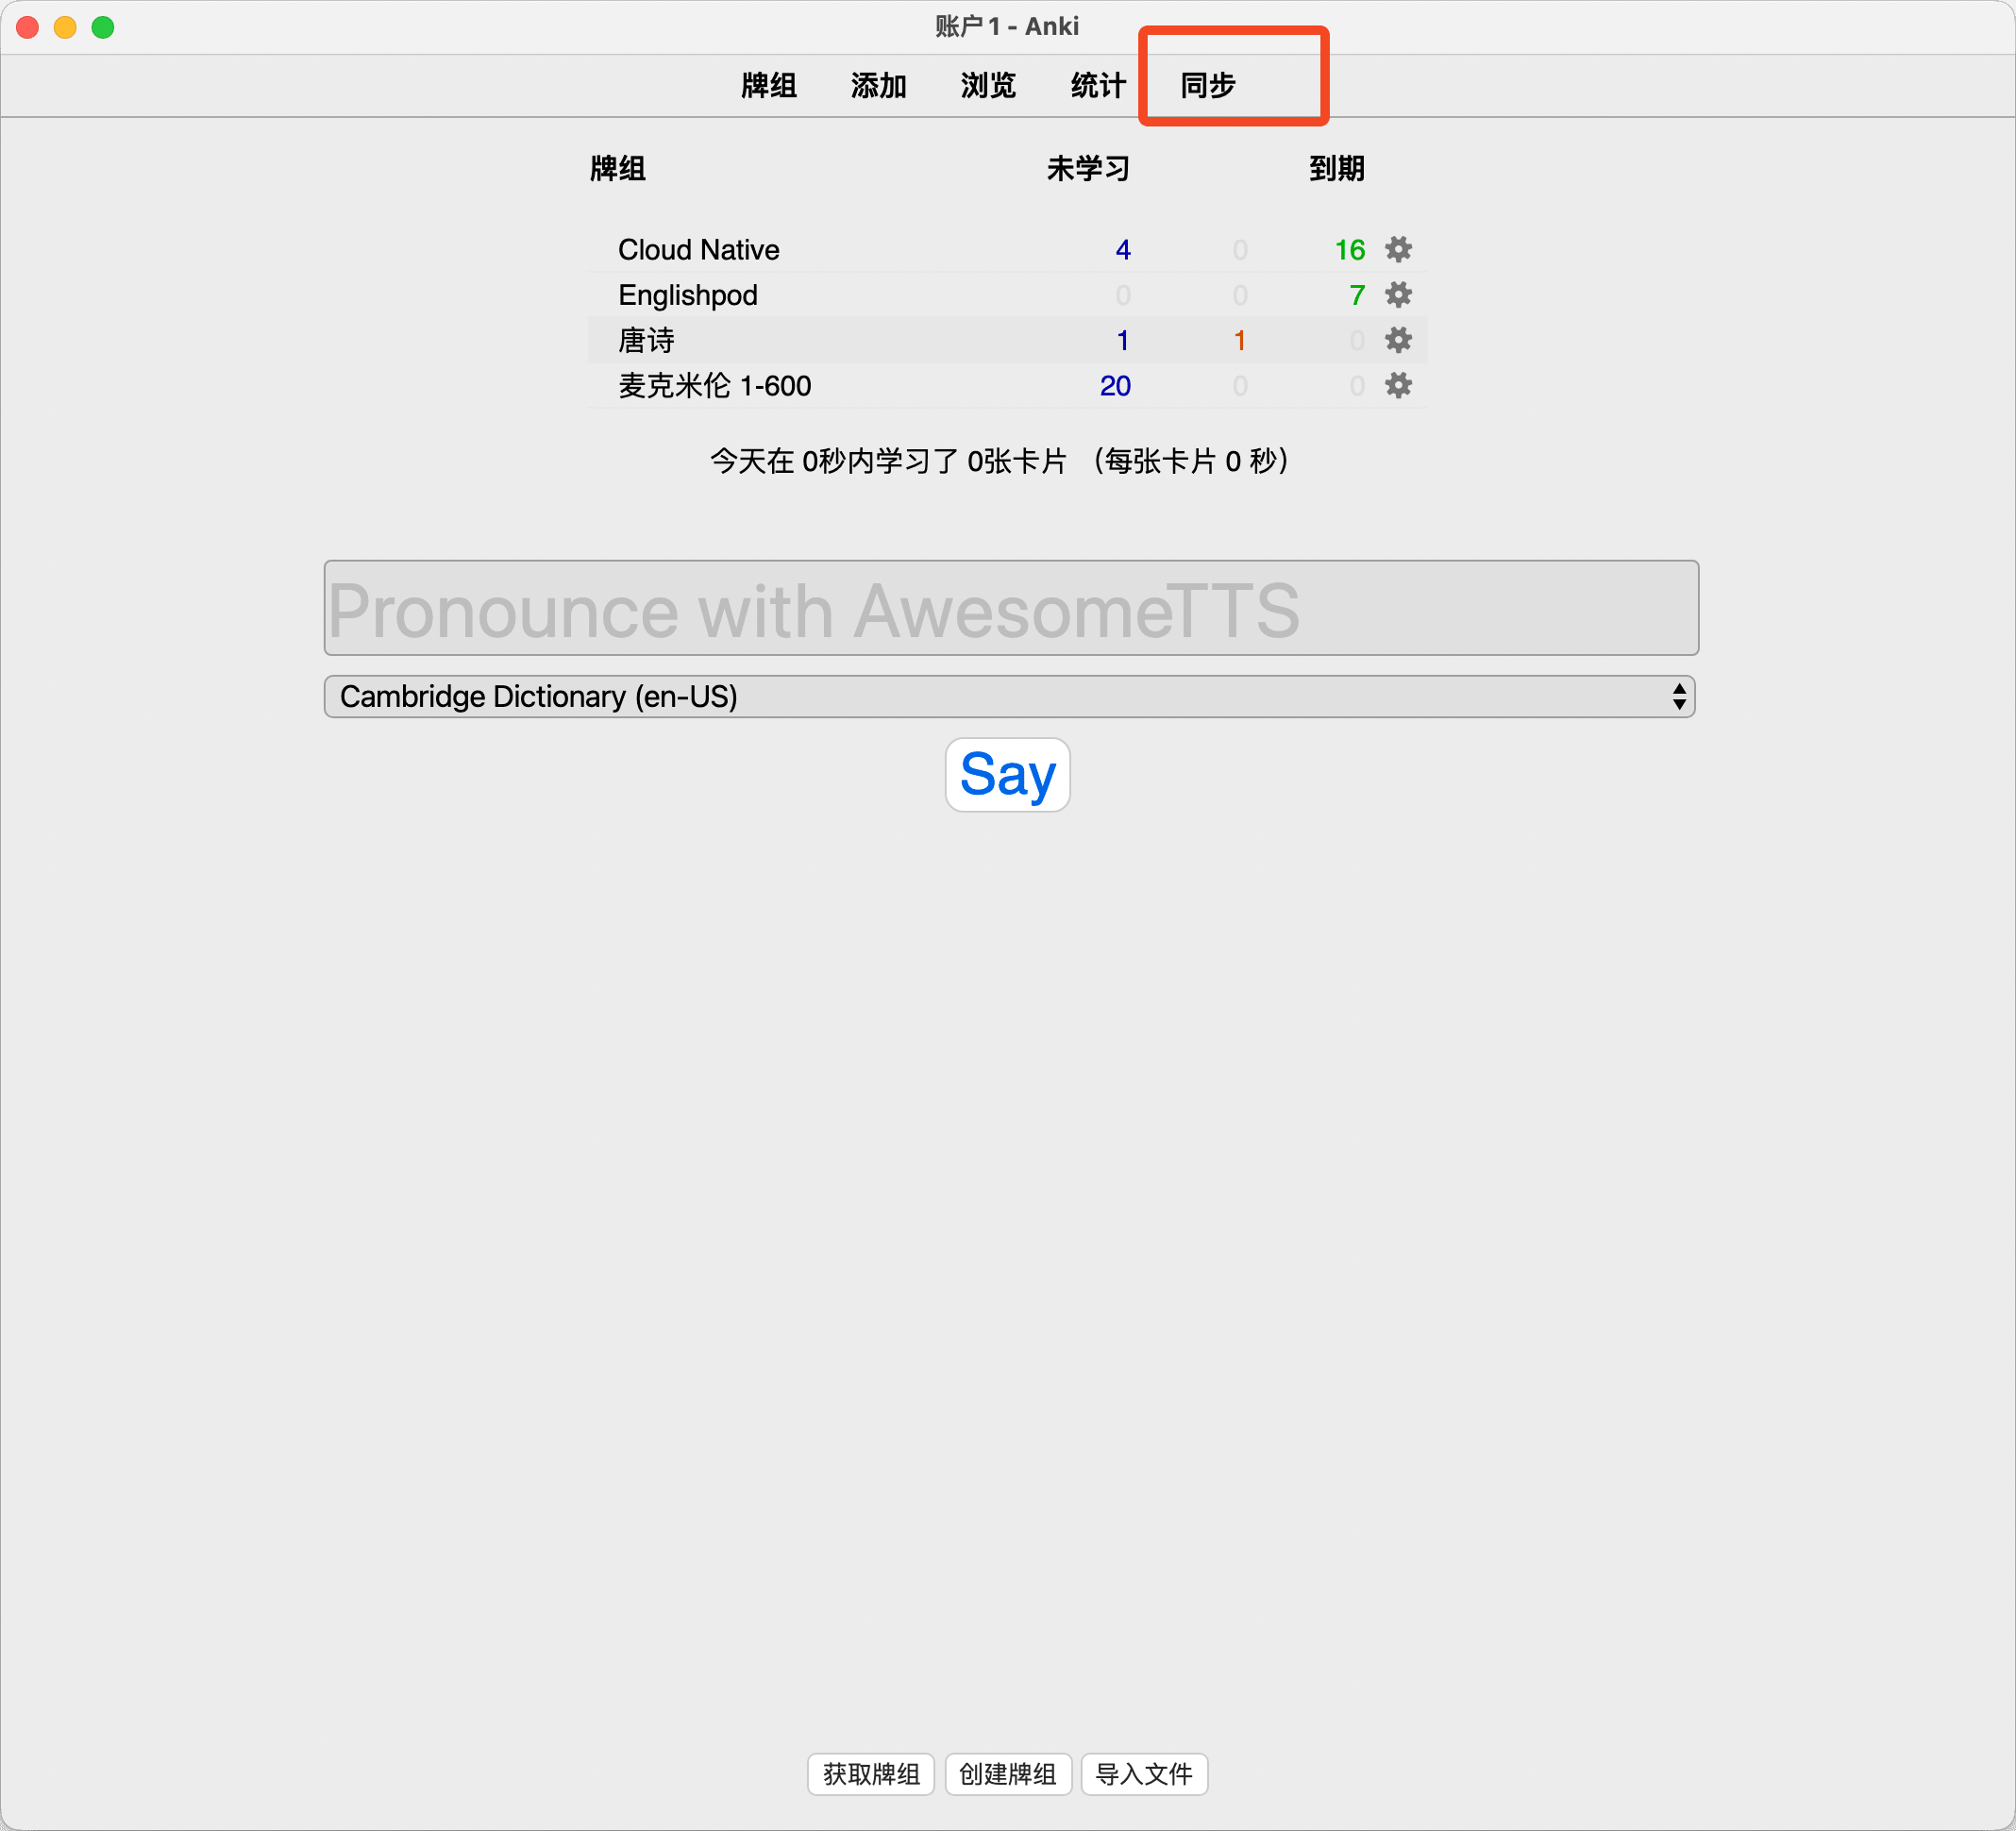 账户 1 - Anki
牌组 添加 浏览 统计 同步
牌组 未学习 到期
Cloud Native 4 0 16
Englishpod 0 0 7
唐诗 1 1 0
麦克米伦 1-600 20 0 0
今天在 0秒内学习了 0张卡片 （每张卡片 0 秒）
Pronounce with AwesomeTTS
Cambridge Dictionary (en-US)
Say
获取牌组 创建牌组 导入文件